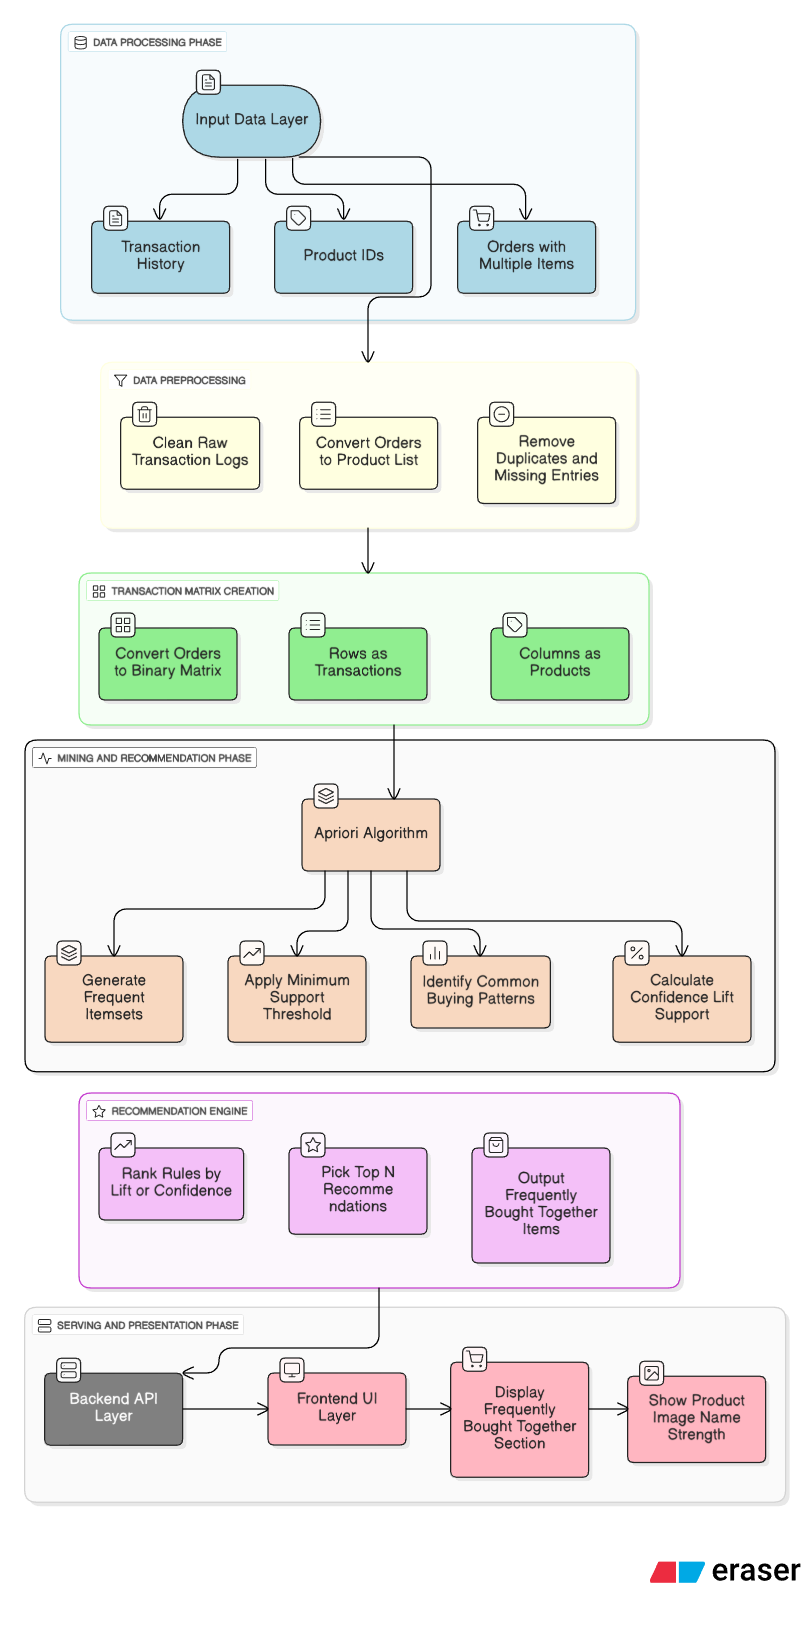 DATA PROCESSING PHASE
Input Data Layer
Transaction
History
Product IDs
Orders with
Multiple Items
DATA PREPROCESSING
Clean Raw
Transaction Logs
Convert Orders
to Product List
Remove
Duplicates and
Missing Entries
TRANSACTION MATRIX CREATION
Convert Orders
to Binary Matrix
Rows as
Transactions
Columns as
Products
MINING AND RECOMMENDATION PHASE
Apriori Algorithm
Generate
Frequent
Itemsets
Apply Minimum
Support
Threshold
Identify Common
Buying Patterns
Calculate
Confidence Lift
Support
RECOMMENDATION ENGINE
Rank Rules by
Lift or Confidence
Pick Top N
Recomme
ndations
Output
Frequently
Bought Together
Items
SERVING AND PRESENTATION PHASE
Backend API
Layer
Frontend UI
Layer
Display
Frequently
Bought Together
Section
Show Product
Image Name
Strength
eraser